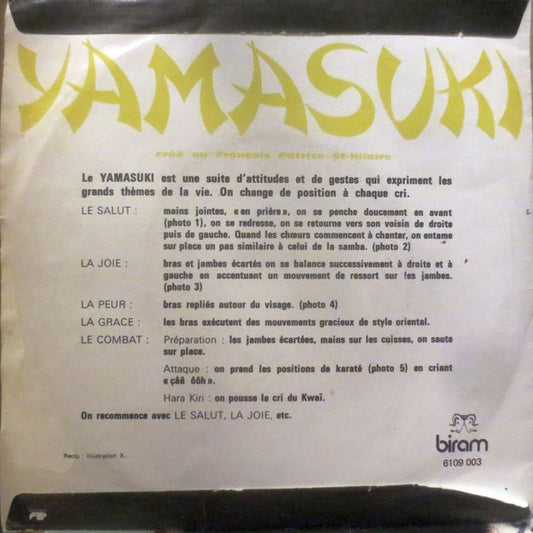 YAMASUKI
créé au Français Patrice St-Hilaire
Le YAMASUKI est une suite d'attitudes et de gestes qui expriment les
grands thèmes de la vie. On change de position à chaque cri.
LE SALUT : mains jointes, « en prière », on se penche doucement en avant
(photo 1), on se redresse, on se retourne vers son voisin de droite
puis de gauche. Quand les chœurs commencent à chanter, on entame
sur place un pas similaire à celui de la samba. (photo 2)
LA JOIE : bras et jambes écartés on se balance successivement à droite et à
gauche en accentuant un mouvement de ressort sur les jambes.
(photo 3)
LA PEUR : bras repliés autour du visage. (photo 4)
LA GRACE : les bras exécutent des mouvements gracieux de style oriental.
LE COMBAT : Préparation : les jambes écartées, mains sur les cuisses, on saute
sur place.
Attaque : on prend les positions de karaté (photo 5) en criant
« çââ ôôh ».
Hara Kiri : on pousse le cri du Kwaï.
On recommence avec LE SALUT, LA JOIE, etc.
biram
6109 003
Recto : Illustration X..